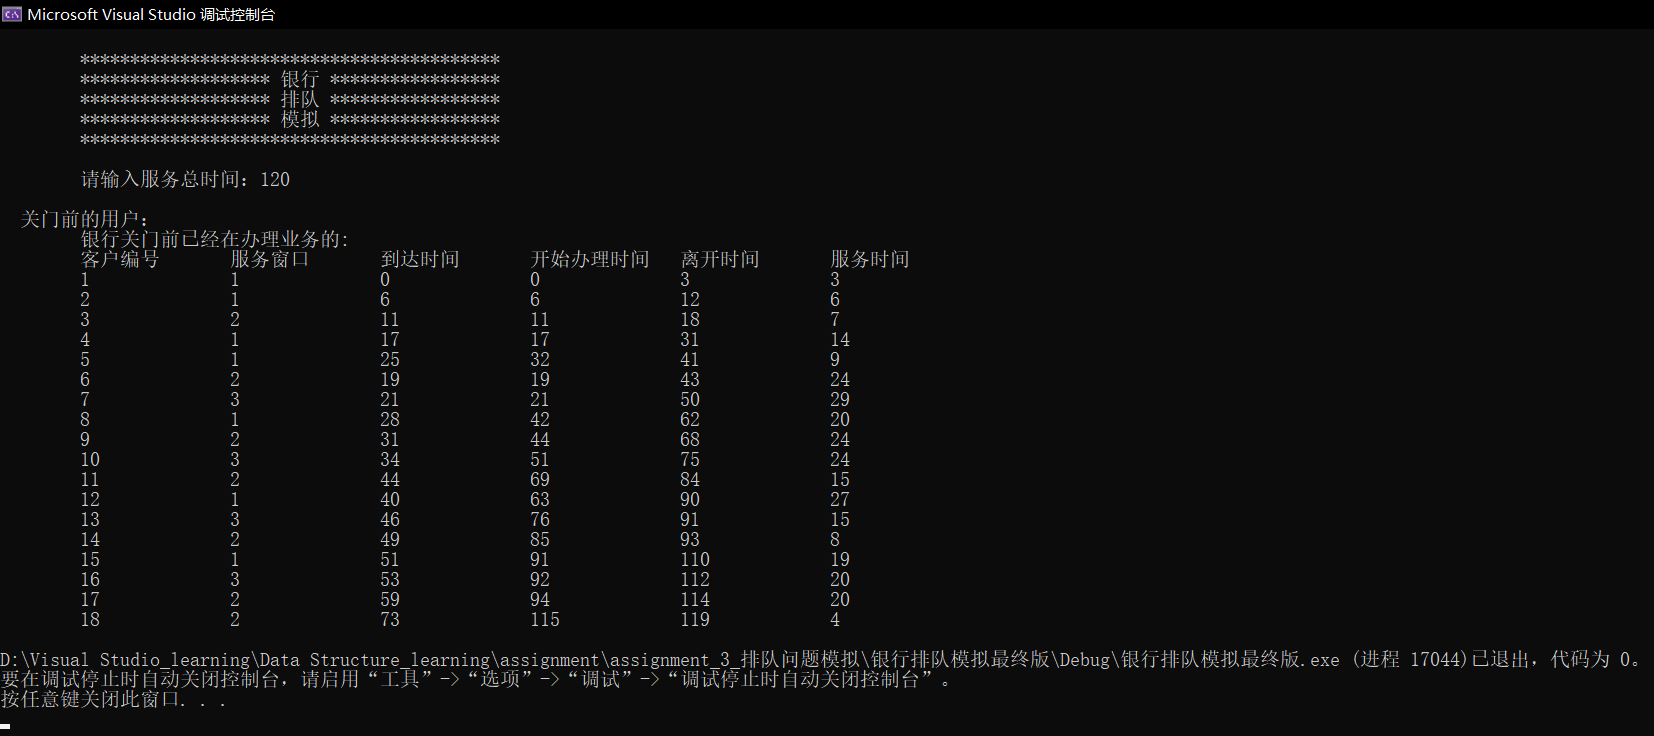 Microsoft Visual Studio 调试控制台
******************************************
******************* 银行 *****************
******************* 排队 *****************
******************* 模拟 *****************
******************************************
请输入服务总时间：120
关门前的用户：
银行关门前已经在办理业务的:
客户编号 服务窗口 到达时间 开始办理时间 离开时间 服务时间
1 1 0 0 3 3
2 1 6 6 12 6
3 2 11 11 18 7
4 1 17 17 31 14
5 1 25 32 41 9
6 2 19 19 43 24
7 3 21 21 50 29
8 1 28 42 62 20
9 2 31 44 68 24
10 3 34 51 75 24
11 2 44 69 84 15
12 1 40 63 90 27
13 3 46 76 91 15
14 2 49 85 93 8
15 1 51 91 110 19
16 3 53 92 112 20
17 2 59 94 114 20
18 2 73 115 119 4
D:\Visual Studio_learning\Data Structure_learning\assignment\assignment_3_排队问题模拟\银行排队模拟最终版\Debug\银行排队模拟最终版.exe (进程 17044)已退出，代码为 0。
要在调试停止时自动关闭控制台，请启用“工具”->“选项”->“调试”->“调试停止时自动关闭控制台”。
按任意键关闭此窗口. . .